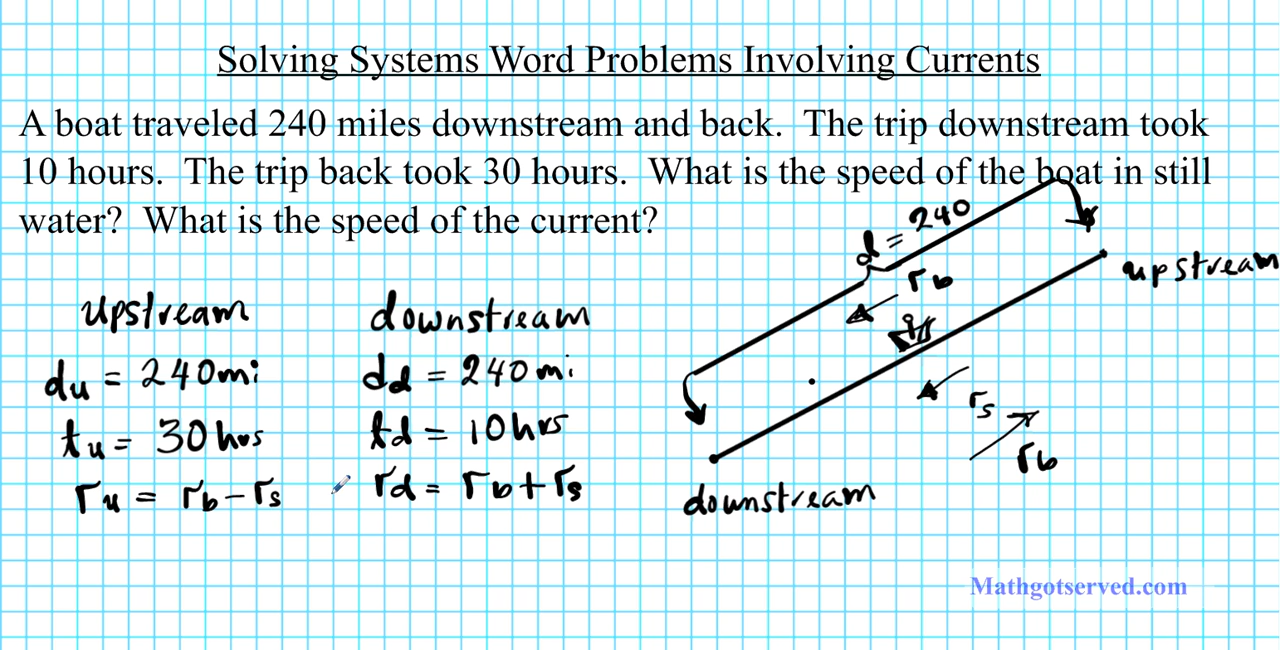 Solving Systems Word Problems Involving Currents
A boat traveled 240 miles downstream and back. The trip downstream took
10 hours. The trip back took 30 hours. What is the speed of the boat in still
water? What is the speed of the current?
d = 240
rb
upstream
upstream
downstream
du = 240mi
dd = 240mi
tu = 30hrs
td = 10hrs
rs
rb
ru = rb - rs
rd = rb + rs
downstream
Mathgotserved.com